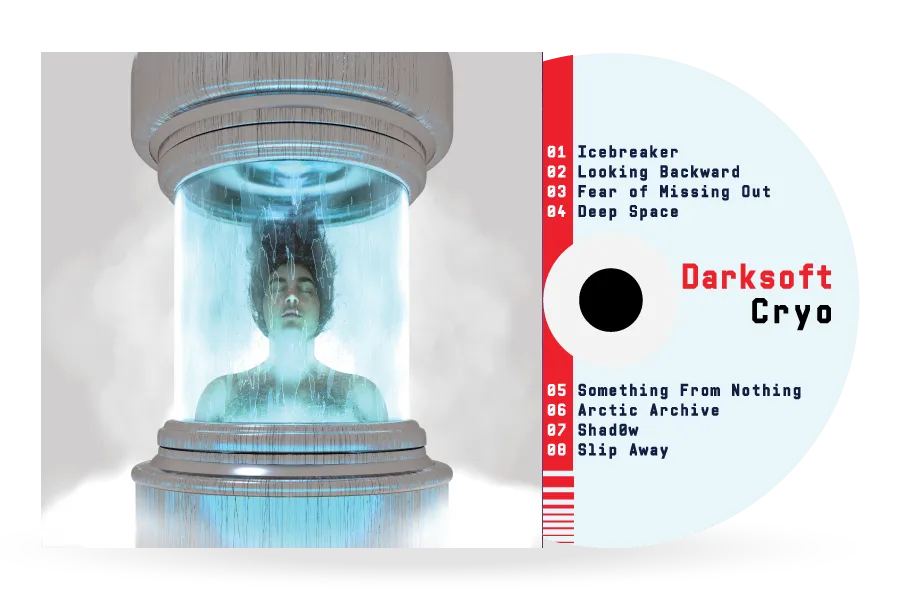 01 Icebreaker
02 Looking Backward
03 Fear of Missing Out
04 Deep Space
Darksoft
Cryo
05 Something From Nothing
06 Arctic Archive
07 Shad0w
08 Slip Away